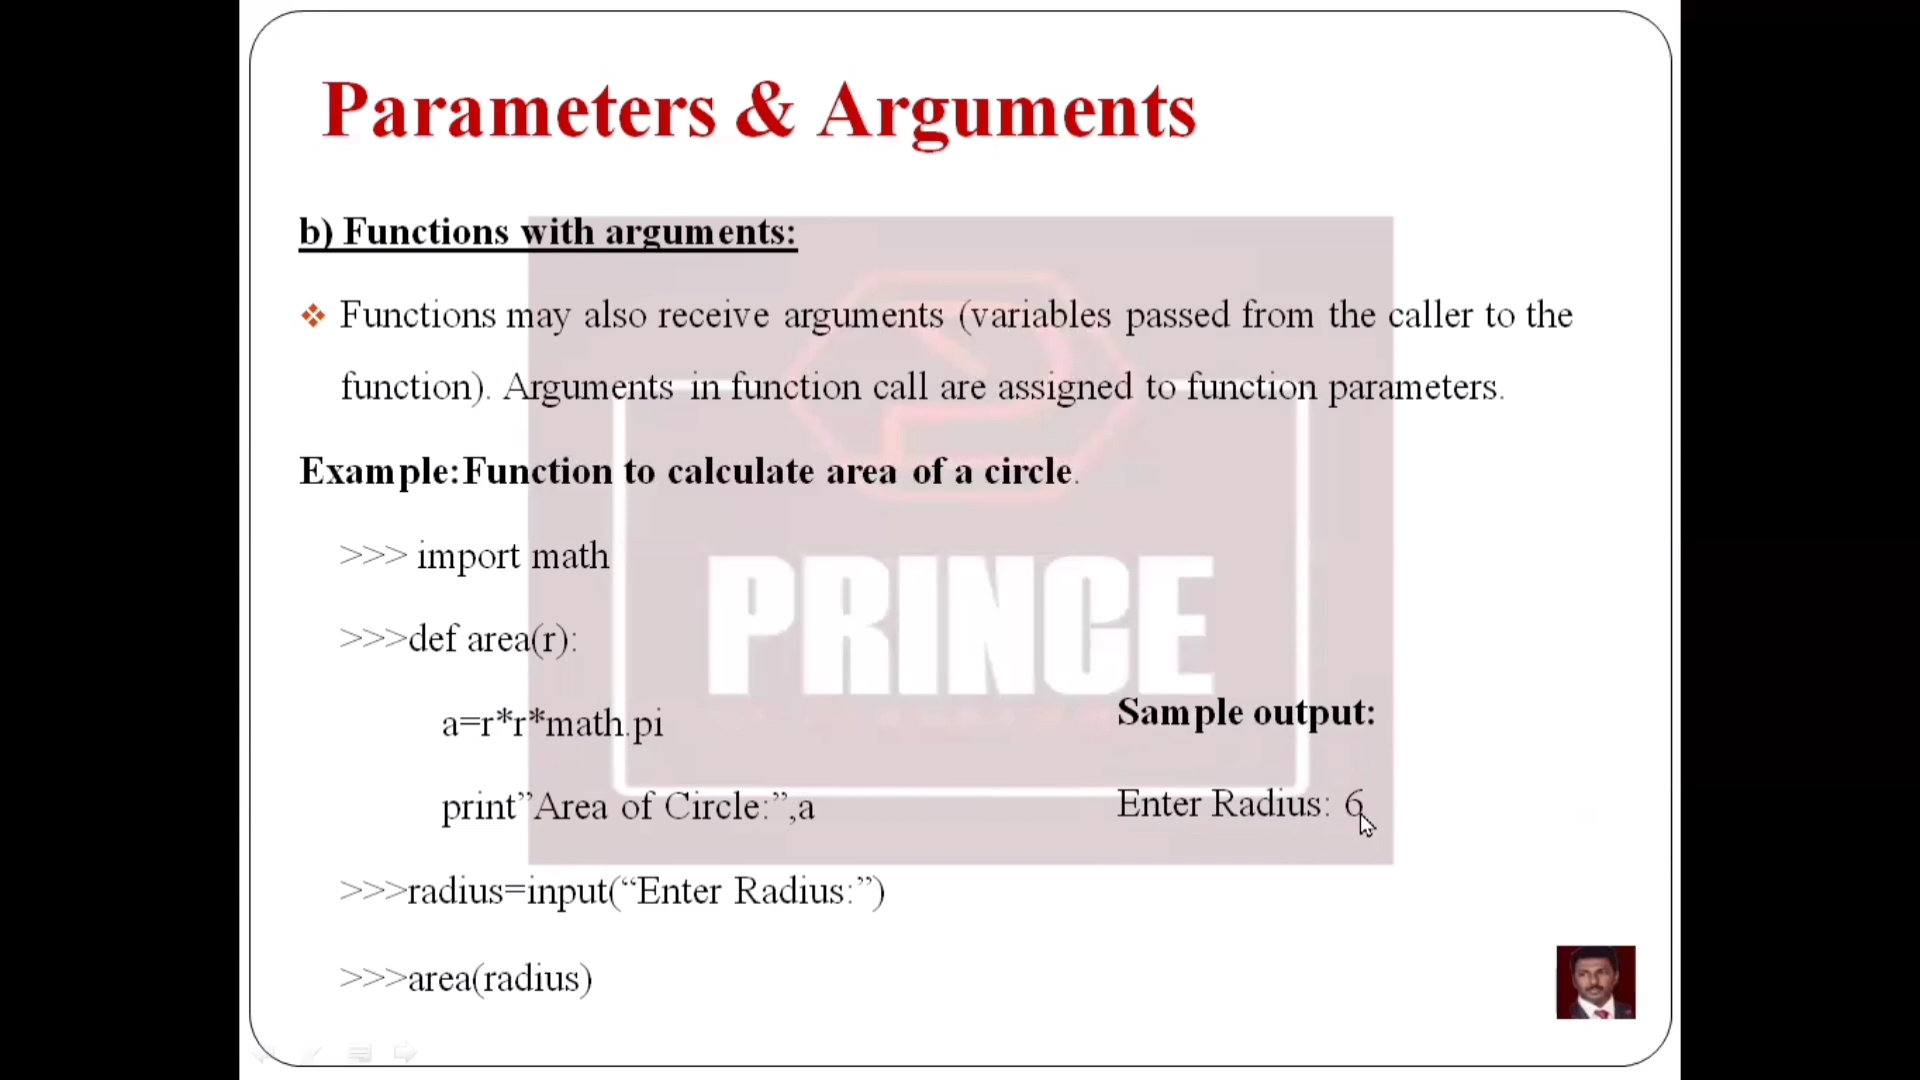 Parameters & Arguments
b) Functions with arguments:
❖ Functions may also receive arguments (variables passed from the caller to the
function). Arguments in function call are assigned to function parameters.
Example:Function to calculate area of a circle.
>>> import math
>>>def area(r):
a=r*r*math.pi
print”Area of Circle:”,a
>>>radius=input(“Enter Radius:”)
>>>area(radius)
Sample output:
Enter Radius: 6
PRINCE